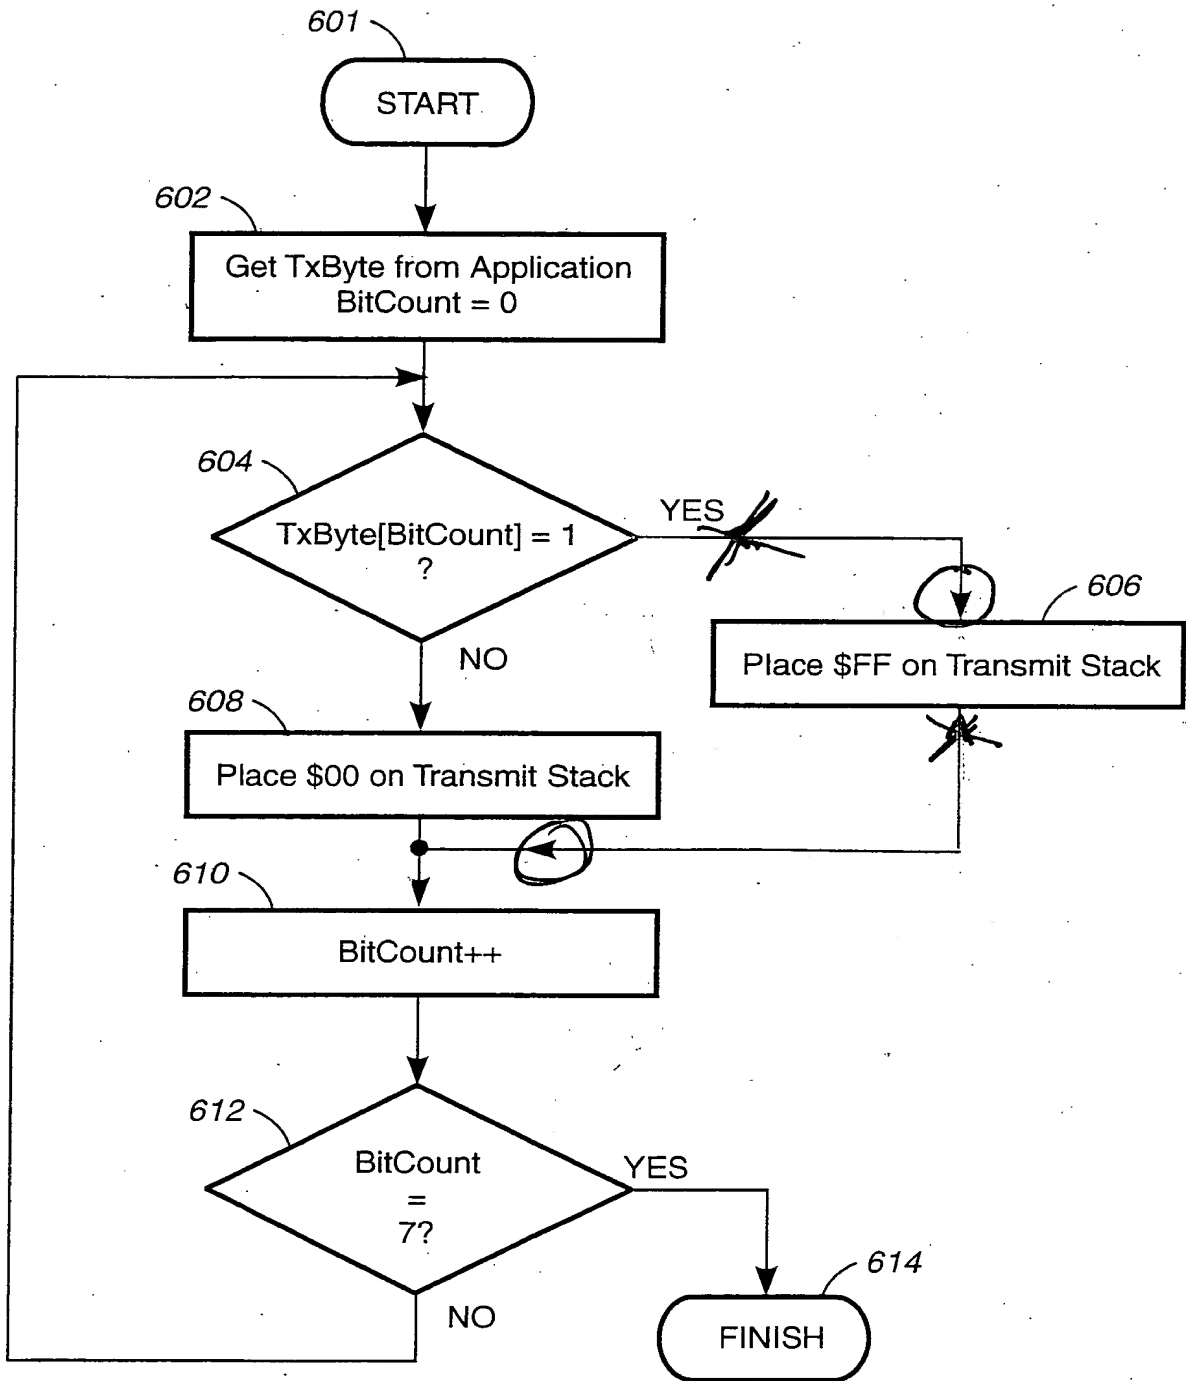 601
START
602
Get TxByte from Application
BitCount = 0
604
TxByte[BitCount] = 1
?
YES
606
Place $FF on Transmit Stack
NO
608
Place $00 on Transmit Stack
610
BitCount++
612
BitCount
=
7?
YES
614
FINISH
NO